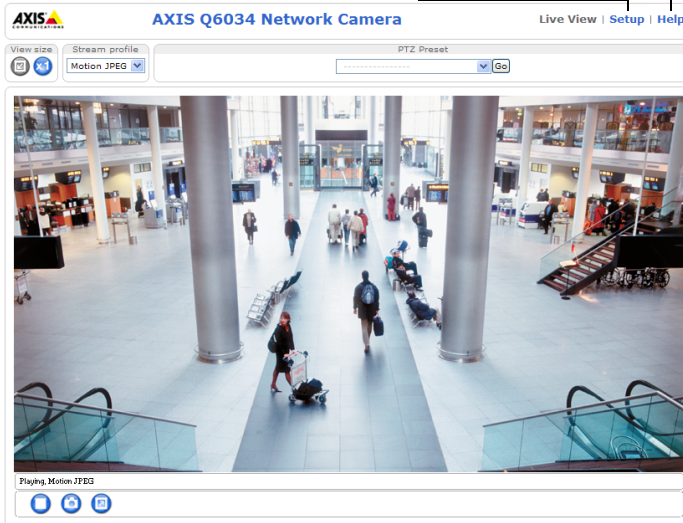 AXIS
COMMUNICATIONS
AXIS Q6034 Network Camera
Live View | Setup | Help
View size
Stream profile
PTZ Preset
x1
Motion JPEG
----------------
Go
Playing, Motion JPEG